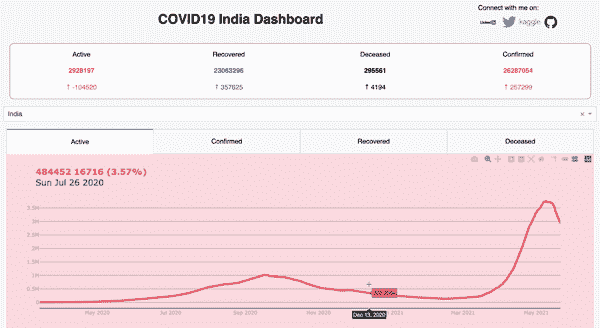 Connect with me on:
COVID19 India Dashboard
kaggle
Active Recovered Deceased Confirmed
2928197 23063296 295561 26287054
↑ -104520 ↑ 357625 ↑ 4194 ↑ 257299
India
Active Confirmed Recovered Deceased
484452 16716 (3.57%)
Sun Jul 26 2020
3.5M
3M
2.5M
2M
1.5M
1M
0.5M
0
May 2020 Jul 2020 Sep 2020 Nov 2020 2021 Mar 2021 May 2021
Dec 13, 2020